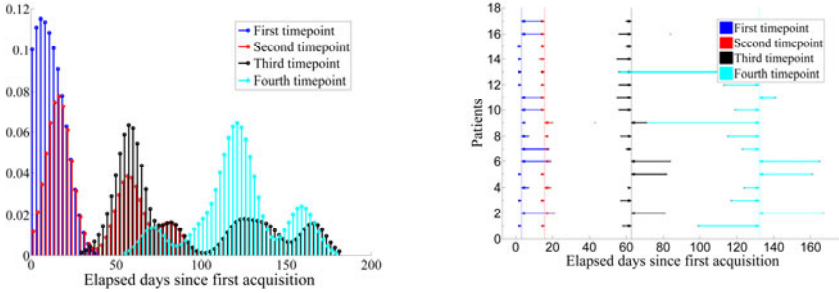 0.12
0.1
0.08
0.06
0.04
0.02
0
0
50
100
150
200
Elapsed days since first acquisition
First timepoint
Second timepoint
Third timepoint
Fourth timepoint
18
16
14
12
10
8
6
4
2
0
Patients
0
20
40
60
80
100
120
140
160
Elapsed days since first acquisition
First timepoint
Second timepoint
Third timepoint
Fourth timepoint